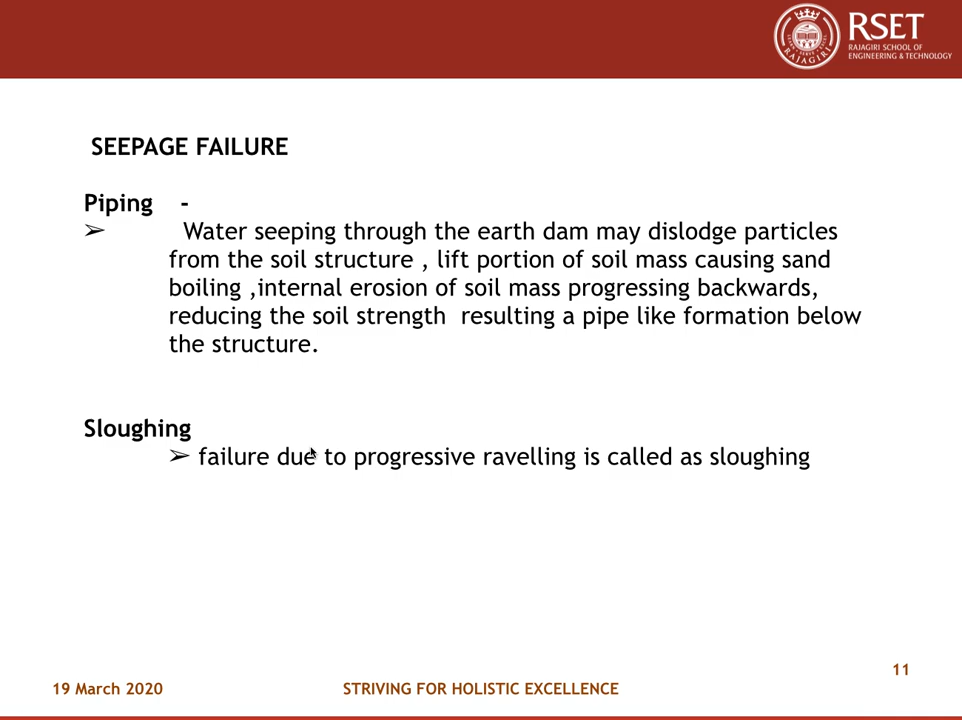 RSET
RAJAGIRI SCHOOL OF
ENGINEERING & TECHNOLOGY
RAJAGIRI
SEEPAGE FAILURE
Piping -
➢ Water seeping through the earth dam may dislodge particles
from the soil structure , lift portion of soil mass causing sand
boiling ,internal erosion of soil mass progressing backwards,
reducing the soil strength resulting a pipe like formation below
the structure.
Sloughing
➢ failure due to progressive ravelling is called as sloughing
11
19 March 2020
STRIVING FOR HOLISTIC EXCELLENCE